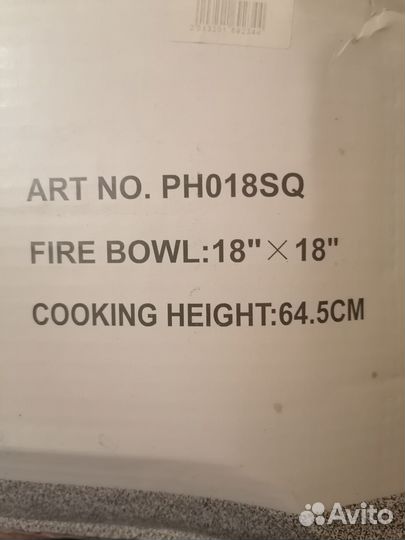 ART NO. PH018SQ
FIRE BOWL:18"×18"
COOKING HEIGHT:64.5CM
Avito